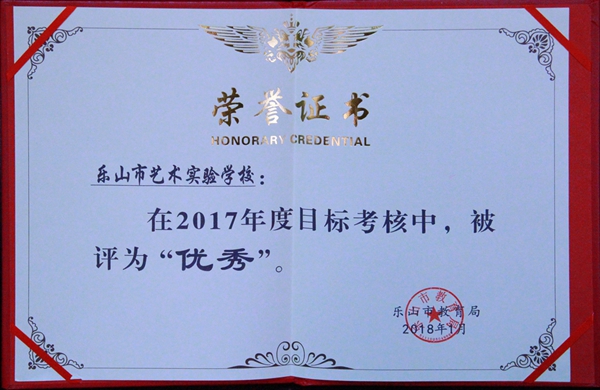 荣誉证书
HONORARY CREDENTIAL
乐山市艺术实验学校：
在2017年度目标考核中，被
评为“优秀”。
乐山市教育局
2018年1月